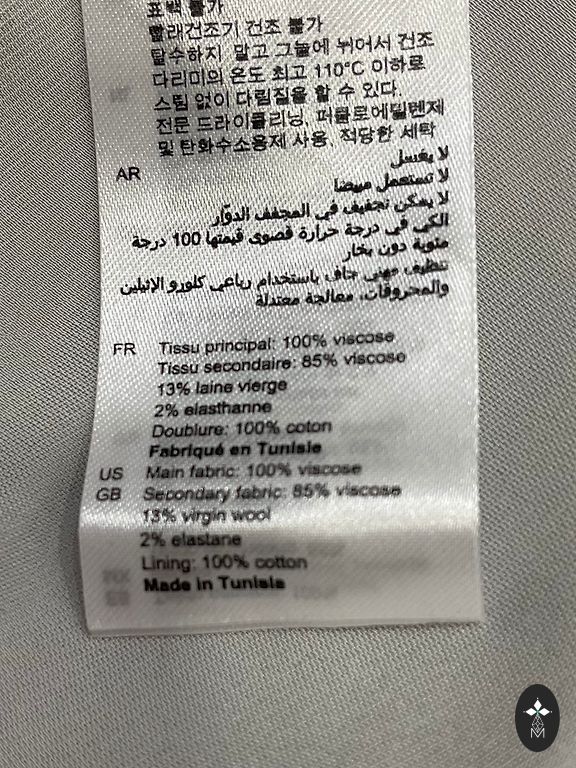 표백 불가
빨래건조기 건조 불가
탈수하지 말고 그늘에 뉘어서 건조
다리미의 온도 최고 110°C 이하로
스팀 없이 다림질을 할 수 있다.
전문 드라이클리닝, 퍼클로에틸렌제
및 탄화수소용제 사용, 적당한 세탁
AR
لا يغسل
لا تستعمل مبيضا
لا يمكن تجفيف في المجفف الدوّار
الكي في درجة حرارة قصوى قيمتها 100 درجة
مئوية دون بخار
تنظيف مهني جاف باستخدام رباعي كلورو الإثيلين
والمحروقات، معالجة معتدلة
FR Tissu principal: 100% viscose
Tissu secondaire: 85% viscose
13% laine vierge
2% elasthanne
Doublure: 100% coton
Fabriqué en Tunisie
US Main fabric: 100% viscose
GB Secondary fabric: 85% viscose
13% virgin wool
2% elastane
Lining: 100% cotton
Made in Tunisia
M